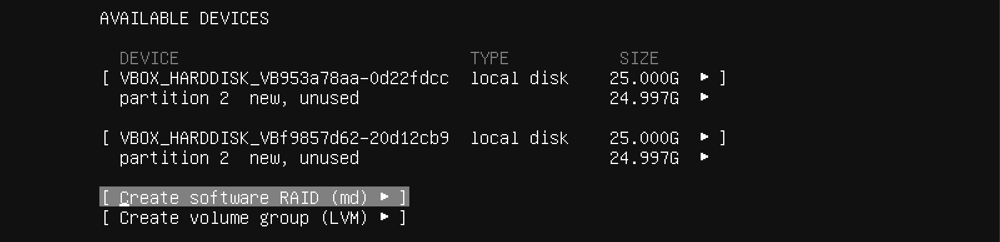 AVAILABLE DEVICES
DEVICE TYPE SIZE
[ VBOX_HARDDISK_VB953a78aa-0d22fdcc local disk 25.000G ▸ ]
partition 2 new, unused 24.997G ▸
[ VBOX_HARDDISK_VBf9857d62-20d12cb9 local disk 25.000G ▸ ]
partition 2 new, unused 24.997G ▸
[ Create software RAID (md) ▸ ]
[ Create volume group (LVM) ▸ ]